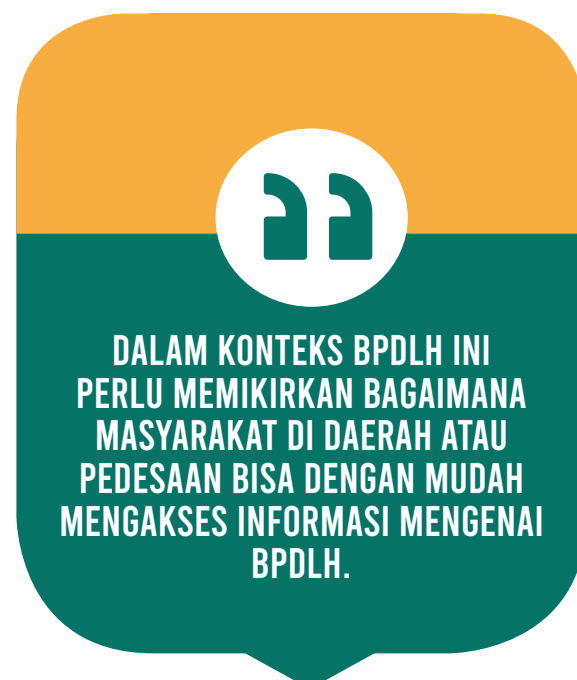 DALAM KONTEKS BPDLH INI
PERLU MEMIKIRKAN BAGAIMANA
MASYARAKAT DI DAERAH ATAU
PEDESAAN BISA DENGAN MUDAH
MENGAKSES INFORMASI MENGENAI
BPDLH.